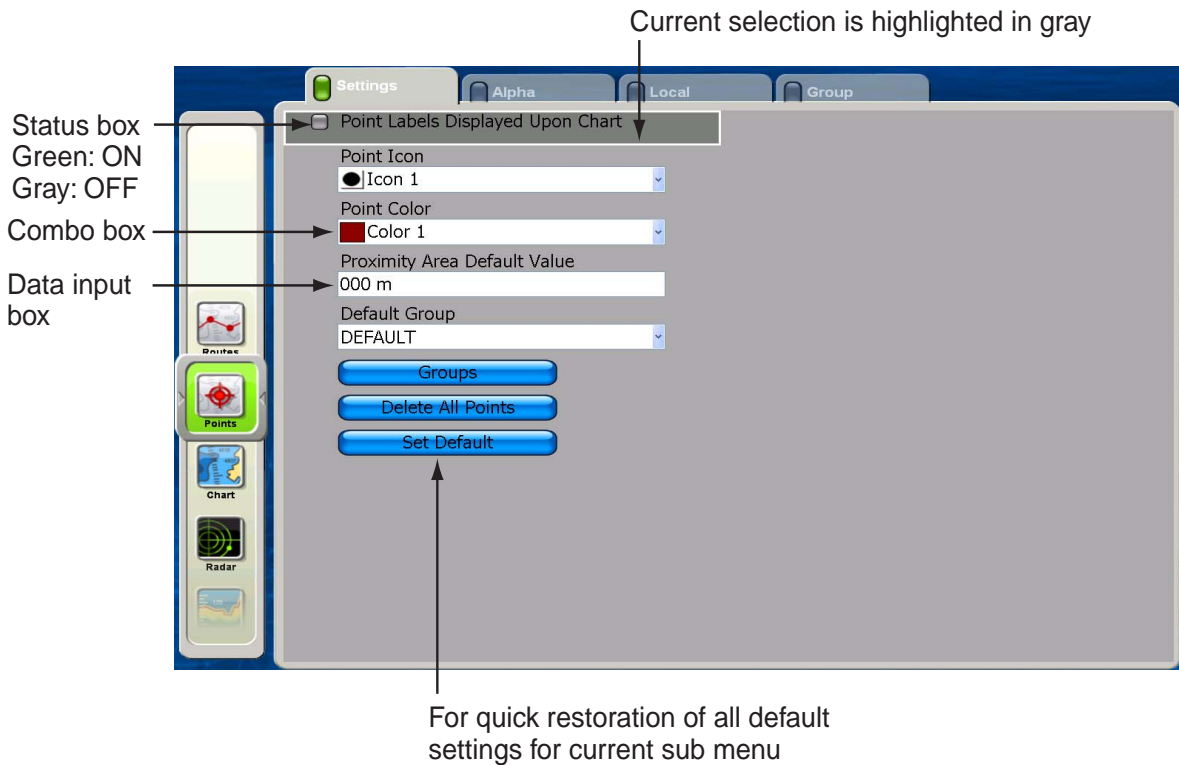 Current selection is highlighted in gray
Settings
Alpha
Local
Group
Status box
Green: ON
Gray: OFF
Point Labels Displayed Upon Chart
Point Icon
Icon 1
Point Color
Combo box
Color 1
Proximity Area Default Value
Data input
box
000 m
Default Group
DEFAULT
Routes
Groups
Points
Delete All Points
Set Default
Chart
Radar
For quick restoration of all default
settings for current sub menu